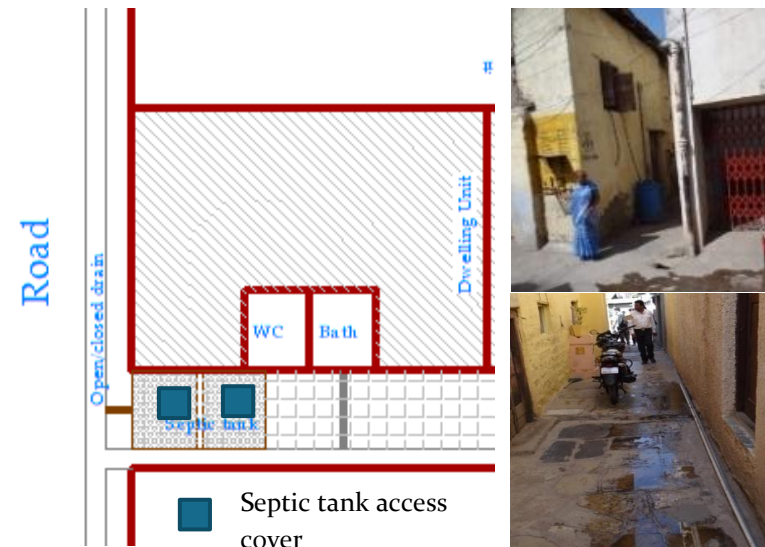 #
Road
Open/closed drain
Dwelling Unit
WC
Bath
Septic tank
Septic tank access
cover